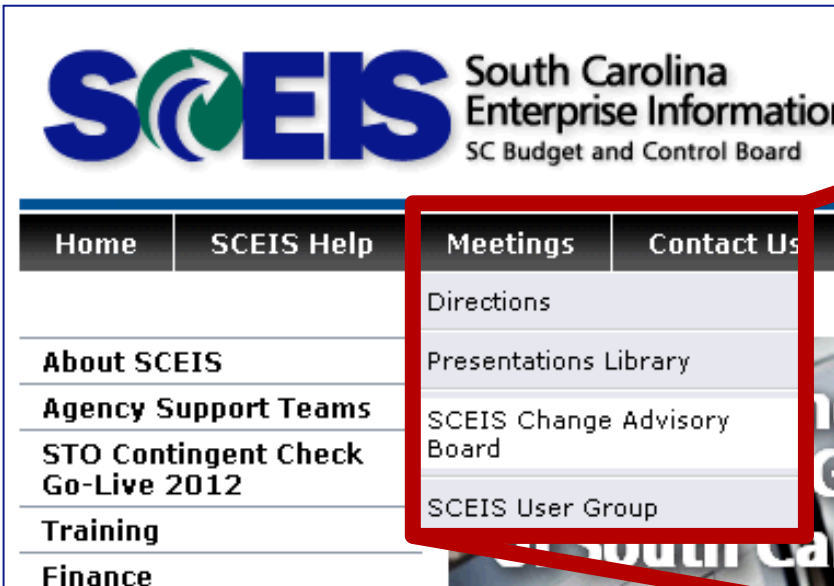 SCEIS
South Carolina
Enterprise Information
SC Budget and Control Board
Home
SCEIS Help
Meetings
Contact Us
Directions
Presentations Library
SCEIS Change Advisory
Board
SCEIS User Group
About SCEIS
Agency Support Teams
STO Contingent Check
Go-Live 2012
Training
Finance
South Ca